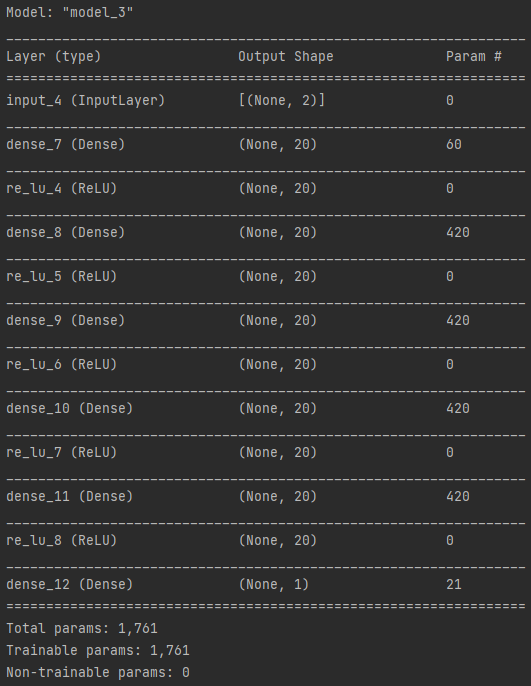 Model: "model_3"
_________________________________________________________________
Layer (type)                 Output Shape              Param #
=================================================================
input_4 (InputLayer)         [(None, 2)]               0
_________________________________________________________________
dense_7 (Dense)              (None, 20)                60
_________________________________________________________________
re_lu_4 (ReLU)               (None, 20)                0
_________________________________________________________________
dense_8 (Dense)              (None, 20)                420
_________________________________________________________________
re_lu_5 (ReLU)               (None, 20)                0
_________________________________________________________________
dense_9 (Dense)              (None, 20)                420
_________________________________________________________________
re_lu_6 (ReLU)               (None, 20)                0
_________________________________________________________________
dense_10 (Dense)             (None, 20)                420
_________________________________________________________________
re_lu_7 (ReLU)               (None, 20)                0
_________________________________________________________________
dense_11 (Dense)             (None, 20)                420
_________________________________________________________________
re_lu_8 (ReLU)               (None, 20)                0
_________________________________________________________________
dense_12 (Dense)             (None, 1)                 21
=================================================================
Total params: 1,761
Trainable params: 1,761
Non-trainable params: 0